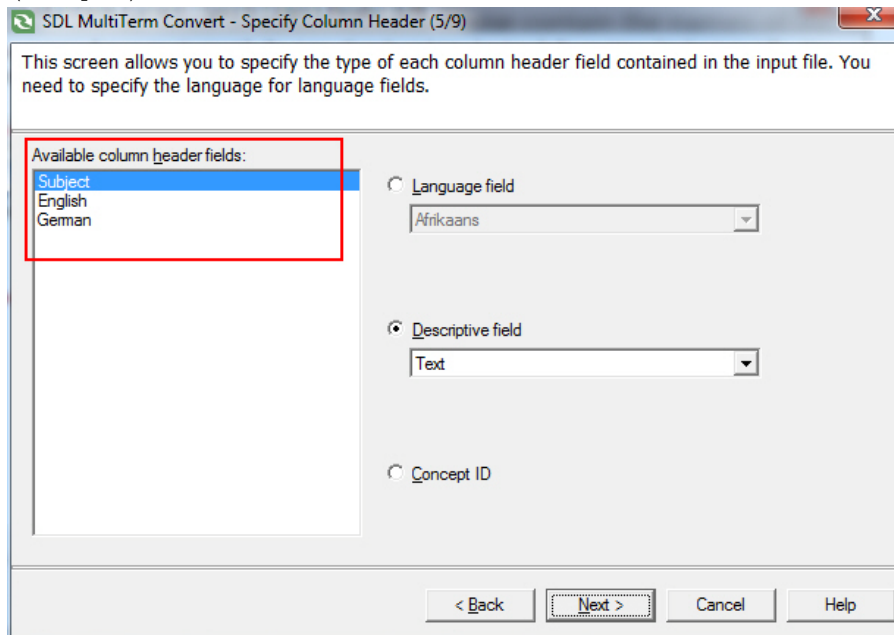 SDL MultiTerm Convert - Specify Column Header (5/9)
This screen allows you to specify the type of each column header field contained in the input file. You
need to specify the language for language fields.
Available column header fields:
Subject
English
German
Language field
Afrikaans
Descriptive field
Text
Concept ID
< Back Next > Cancel Help